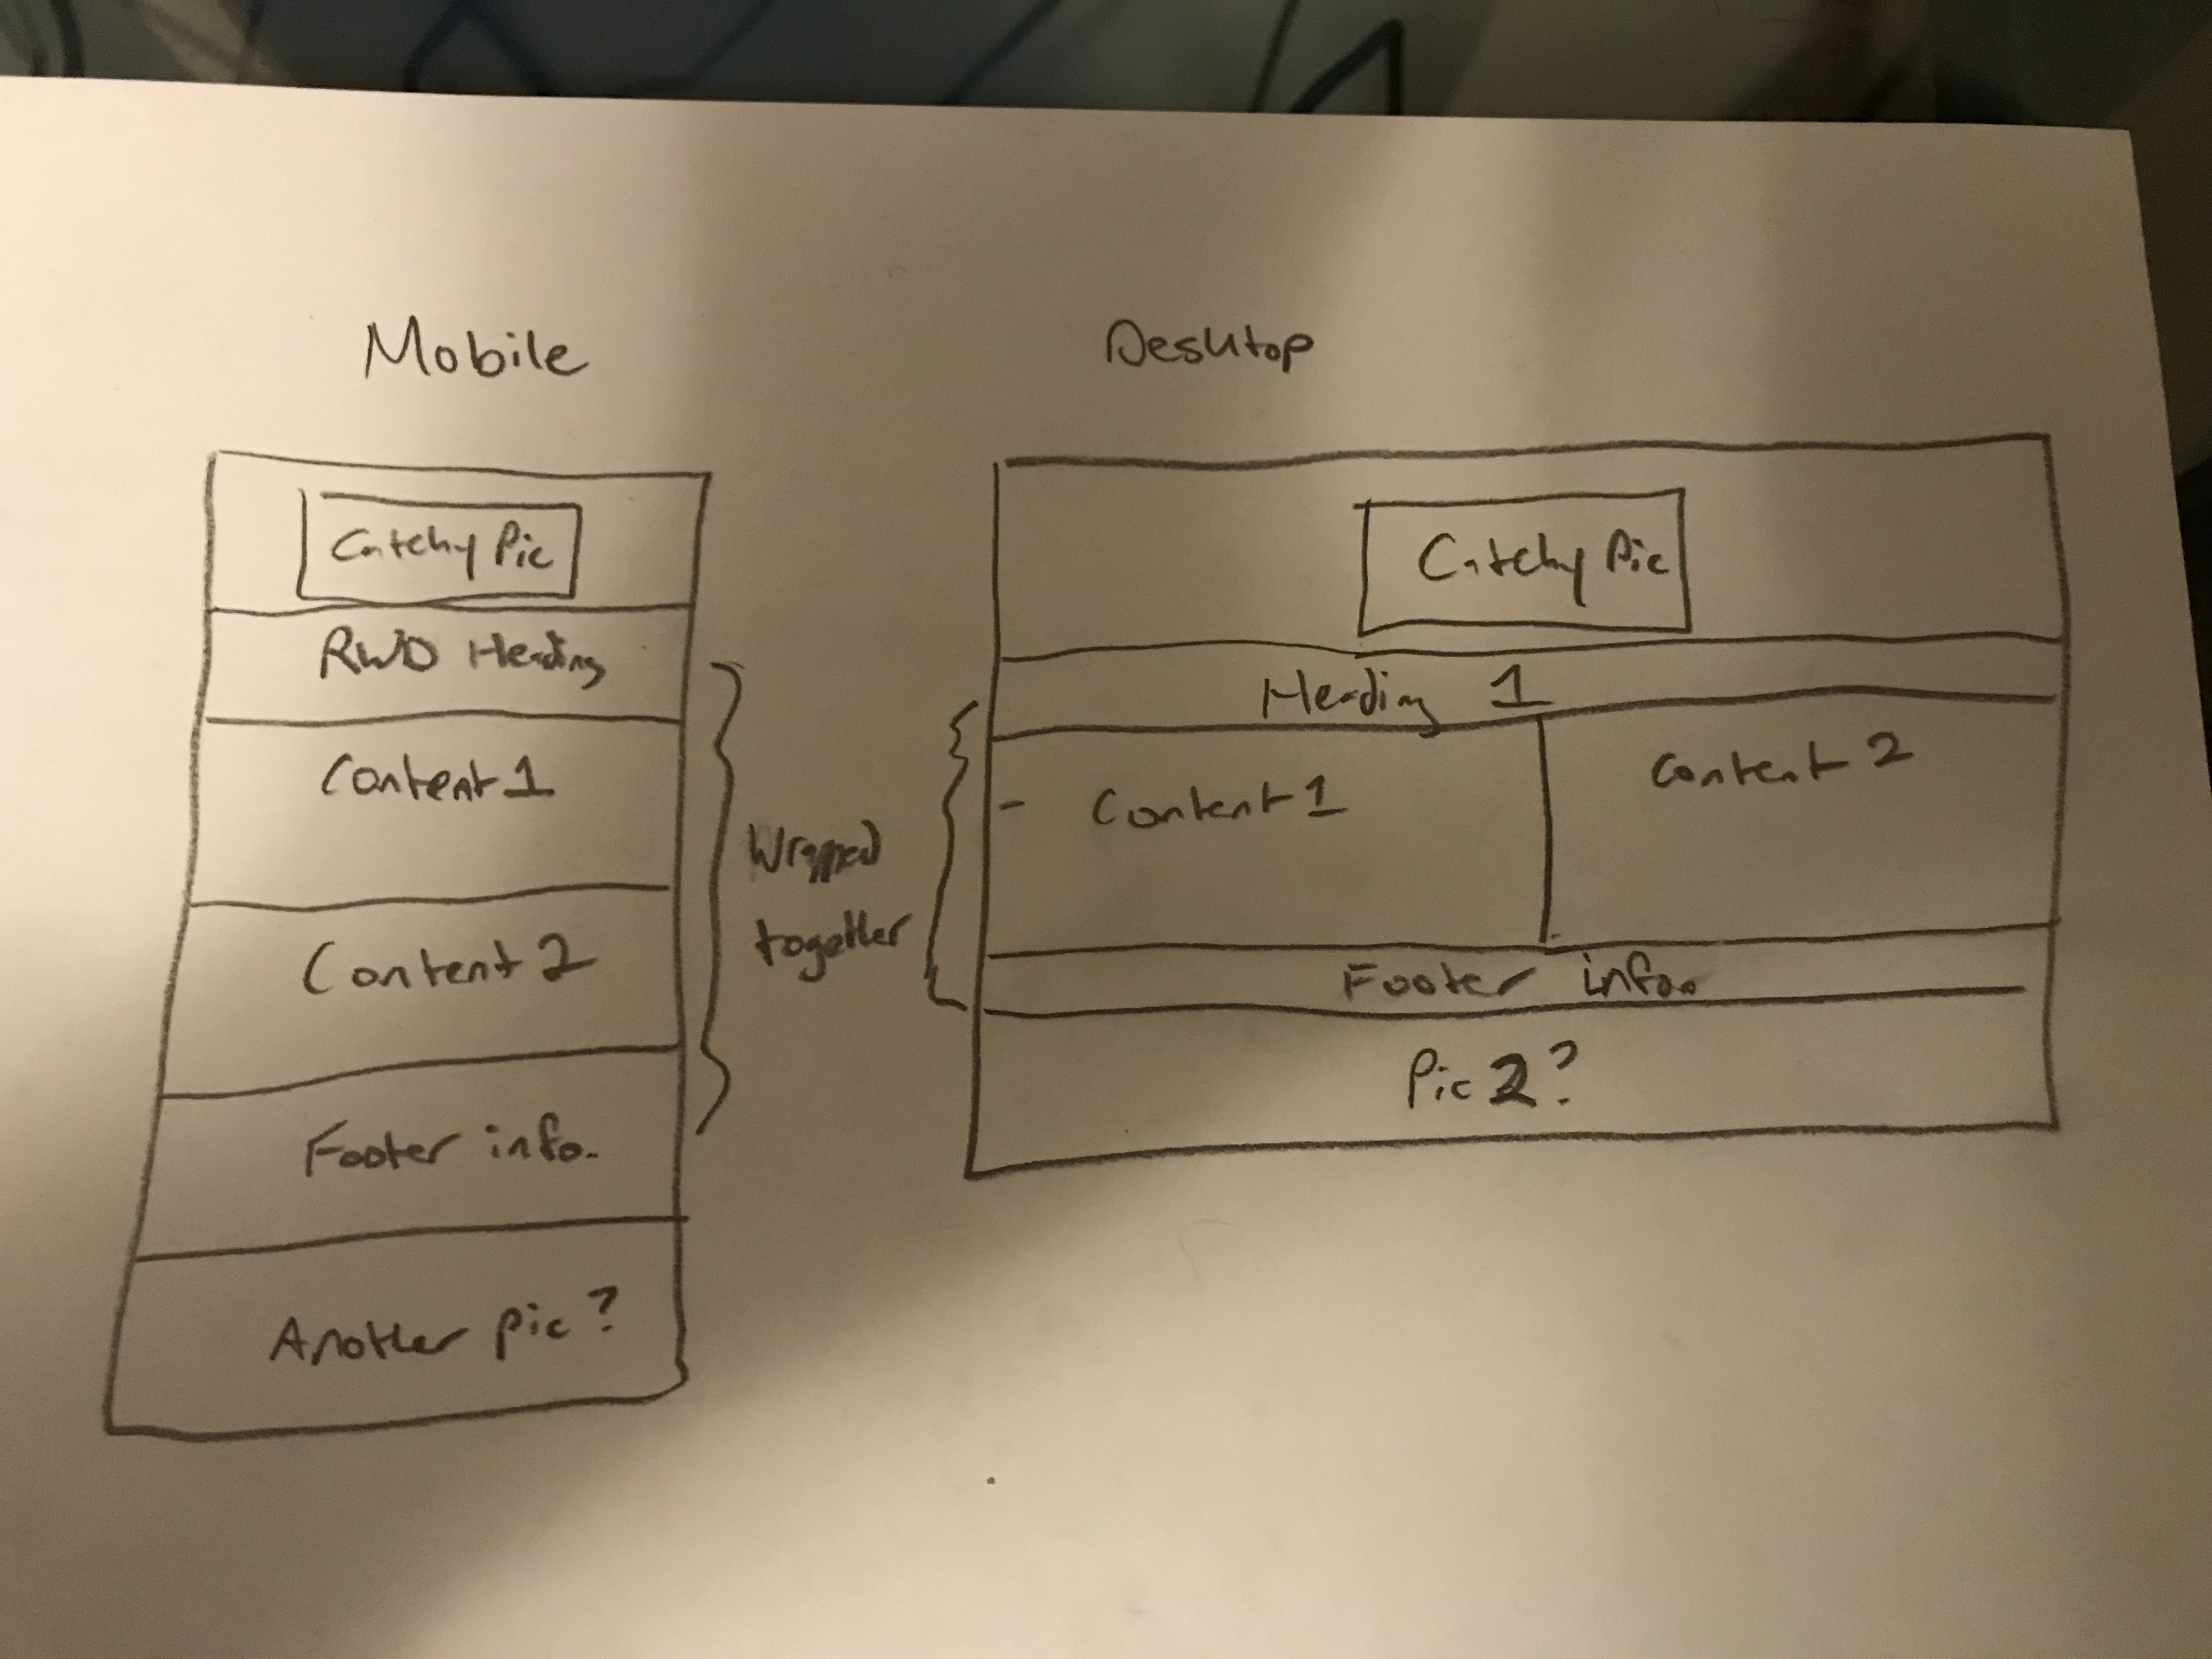 Mobile
Catchy Pic
RWD Heading
Content 1
Content 2
Footer info.
Another pic?
Wrapped
together
Desktop
Catchy Pic
Heading 1
- Content 1
Content 2
Footer info.
Pic 2?